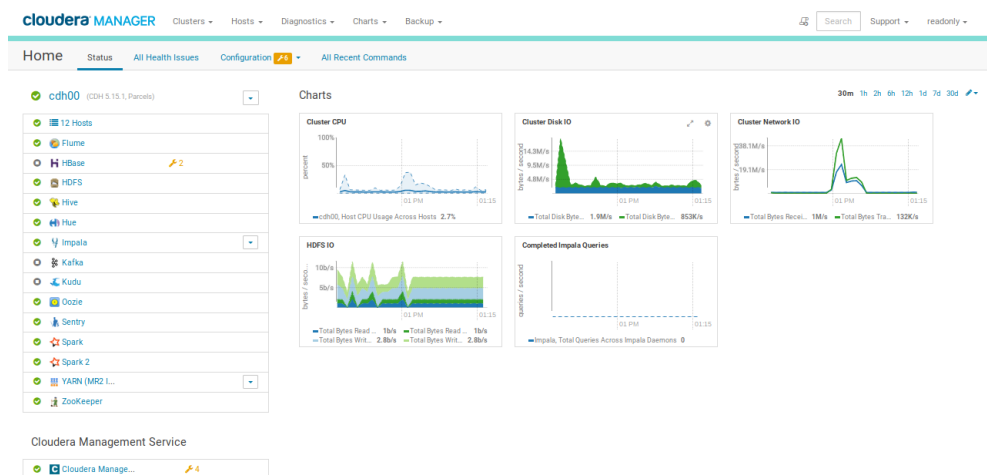 cloudera MANAGER Clusters Hosts Diagnostics Charts Backup Search Support readonly
Home Status All Health Issues Configuration 6 All Recent Commands
cdh00 (CDH 5.15.1, Parcels)
12 Hosts
Flume
HBase 2
HDFS
Hive
Hue
Impala
Kafka
Kudu
Oozie
Sentry
Spark
Spark 2
YARN (MR2 I...
ZooKeeper
Cloudera Management Service
Cloudera Manage... 4
Charts 30m 1h 2h 6h 12h 1d 7d 30d
Cluster CPU
percent
100%
50%
01 PM 01:15
cdh00, Host CPU Usage Across Hosts 2.7%
Cluster Disk IO
bytes / second
14.3M/s
9.5M/s
4.8M/s
01 PM 01:15
Total Disk Byte... 1.9M/s Total Disk Byte... 853K/s
Cluster Network IO
bytes / second
238.1M/s
119.1M/s
01 PM 01:15
Total Bytes Recei... 1M/s Total Bytes Tra... 132K/s
HDFS IO
bytes / seco...
10b/s
5b/s
01 PM 01:15
Total Bytes Read ... 1b/s Total Bytes Read ... 1b/s
Total Bytes Writ... 2.8b/s Total Bytes Writ... 2.8b/s
Completed Impala Queries
queries / second
01 PM 01:15
Impala, Total Queries Across Impala Daemons 0